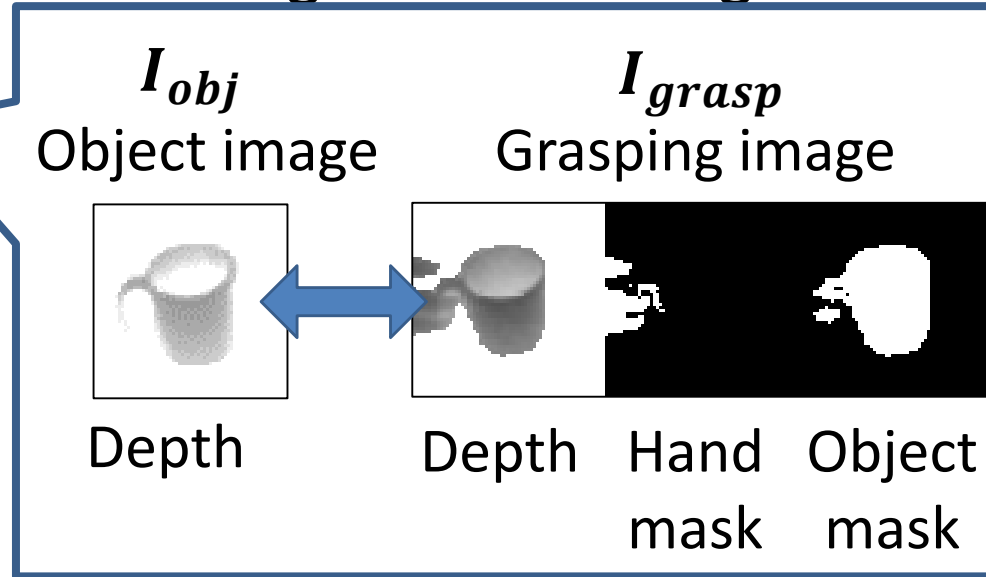 I_obj I_grasp
Object image Grasping image
Depth Depth Hand mask Object mask